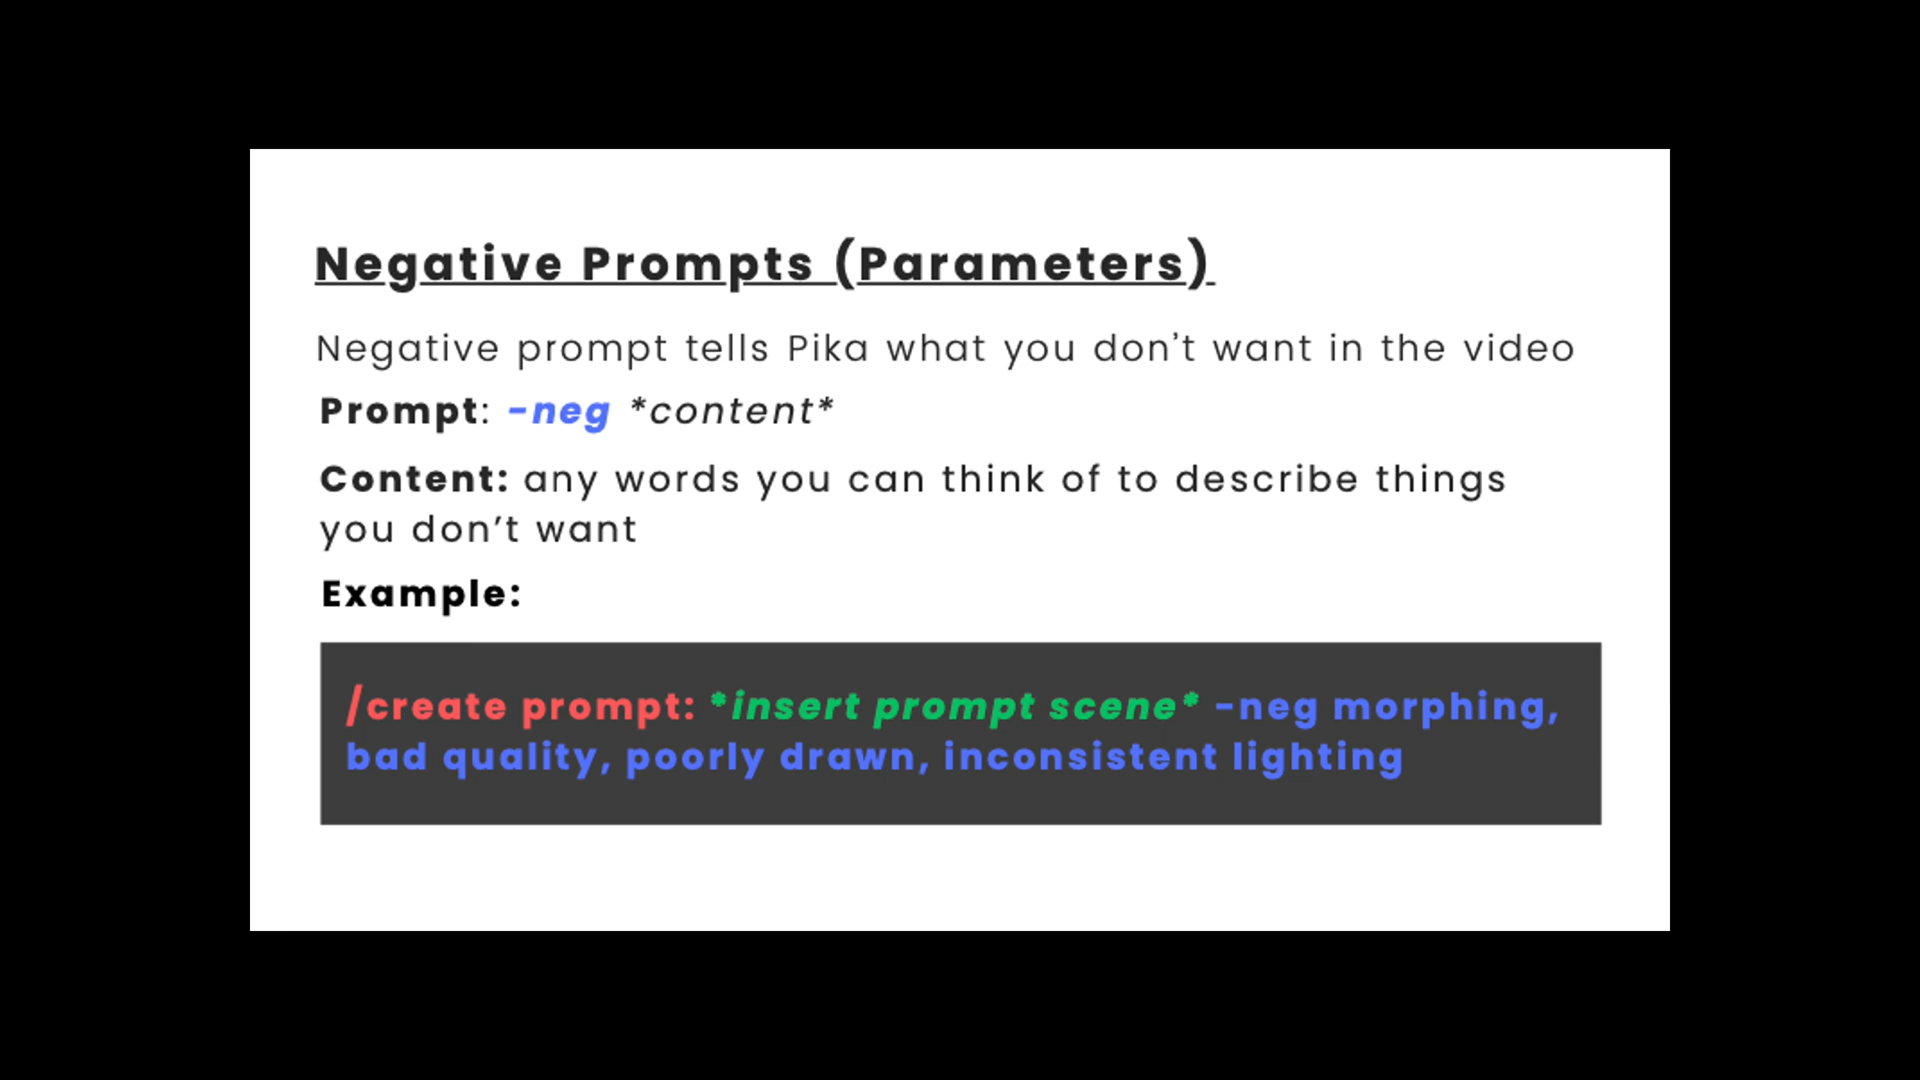 Negative Prompts (Parameters)
Negative prompt tells Pika what you don't want in the video
Prompt: -neg *content*
Content: any words you can think of to describe things
you don't want
Example:
/create prompt: *insert prompt scene* -neg morphing,
bad quality, poorly drawn, inconsistent lighting